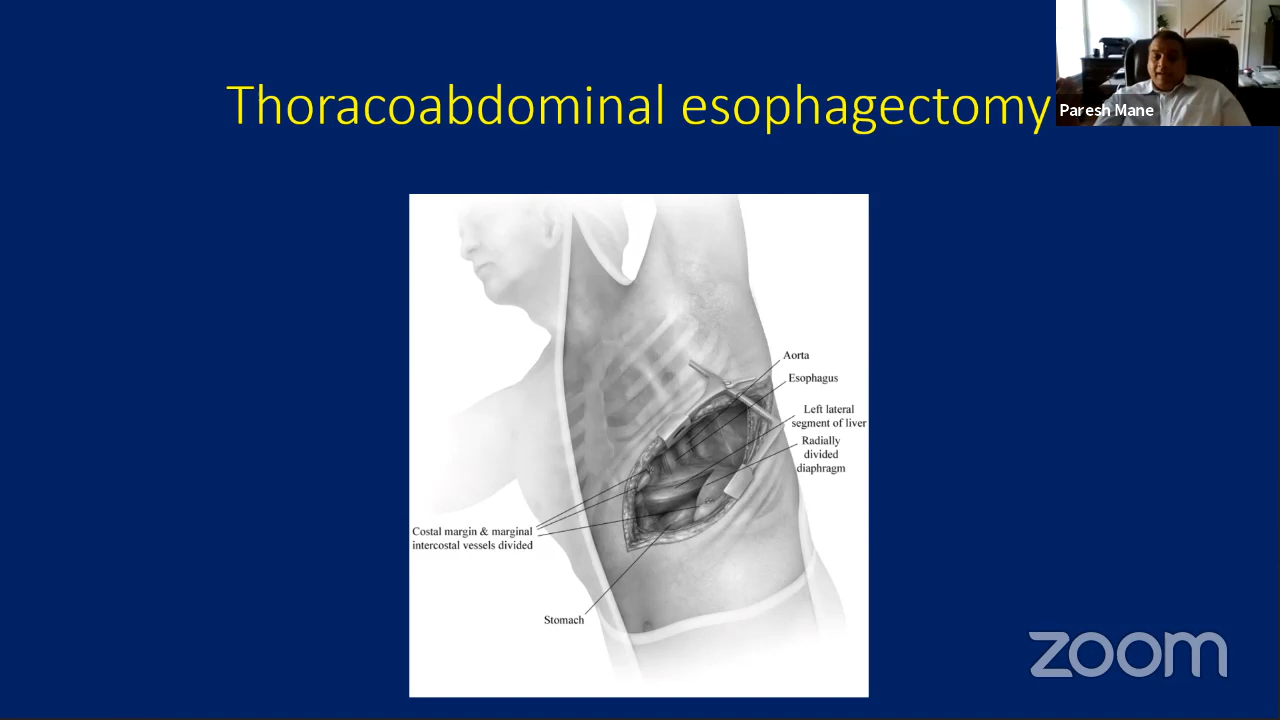 Thoracoabdominal esophagectomy
Paresh Mane
Aorta
Esophagus
Left lateral
segment of liver
Radially
divided
diaphragm
Costal margin & marginal
intercostal vessels divided
Stomach
zoom